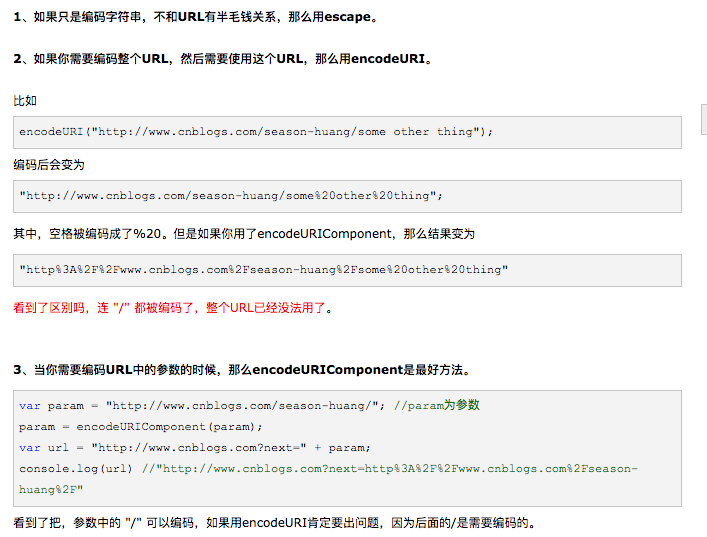 1、如果只是编码字符串，不和URL有半毛钱关系，那么用escape。
2、如果你需要编码整个URL，然后需要使用这个URL，那么用encodeURI。
比如
encodeURI("http://www.cnblogs.com/season-huang/some other thing");
编码后会变为
"http://www.cnblogs.com/season-huang/some%20other%20thing";
其中，空格被编码成了%20。但是如果你用了encodeURIComponent，那么结果变为
"http%3A%2F%2Fwww.cnblogs.com%2Fseason-huang%2Fsome%20other%20thing"
看到了区别吗，连 "/" 都被编码了，整个URL已经没法用了。
3、当你需要编码URL中的参数的时候，那么encodeURIComponent是最好方法。
var param = "http://www.cnblogs.com/season-huang/"; //param为参数
param = encodeURIComponent(param);
var url = "http://www.cnblogs.com?next=" + param;
console.log(url) //"http://www.cnblogs.com?next=http%3A%2F%2Fwww.cnblogs.com%2Fseason-
huang%2F"
看到了把，参数中的 "/" 可以编码，如果用encodeURI肯定要出问题，因为后面的/是需要编码的。